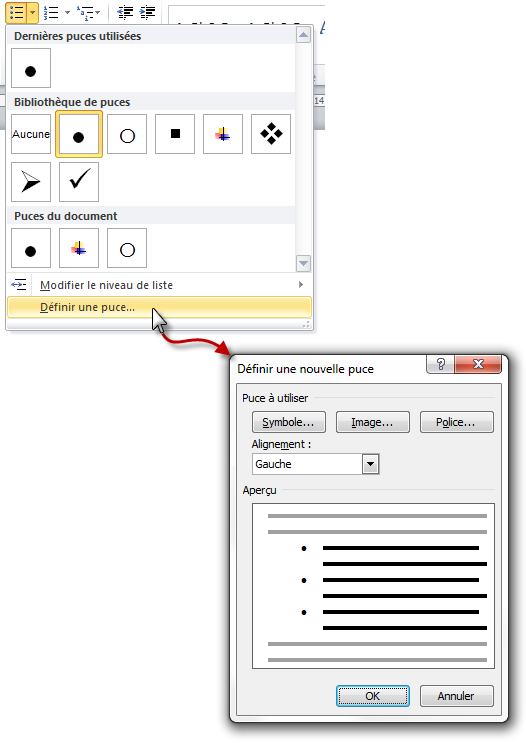 Dernières puces utilisées
Bibliothèque de puces
Aucune
Puces du document
Modifier le niveau de liste
Définir une puce...
14
Définir une nouvelle puce
Puce à utiliser
Symbole... Image... Police...
Alignement :
Gauche
Aperçu
OK Annuler